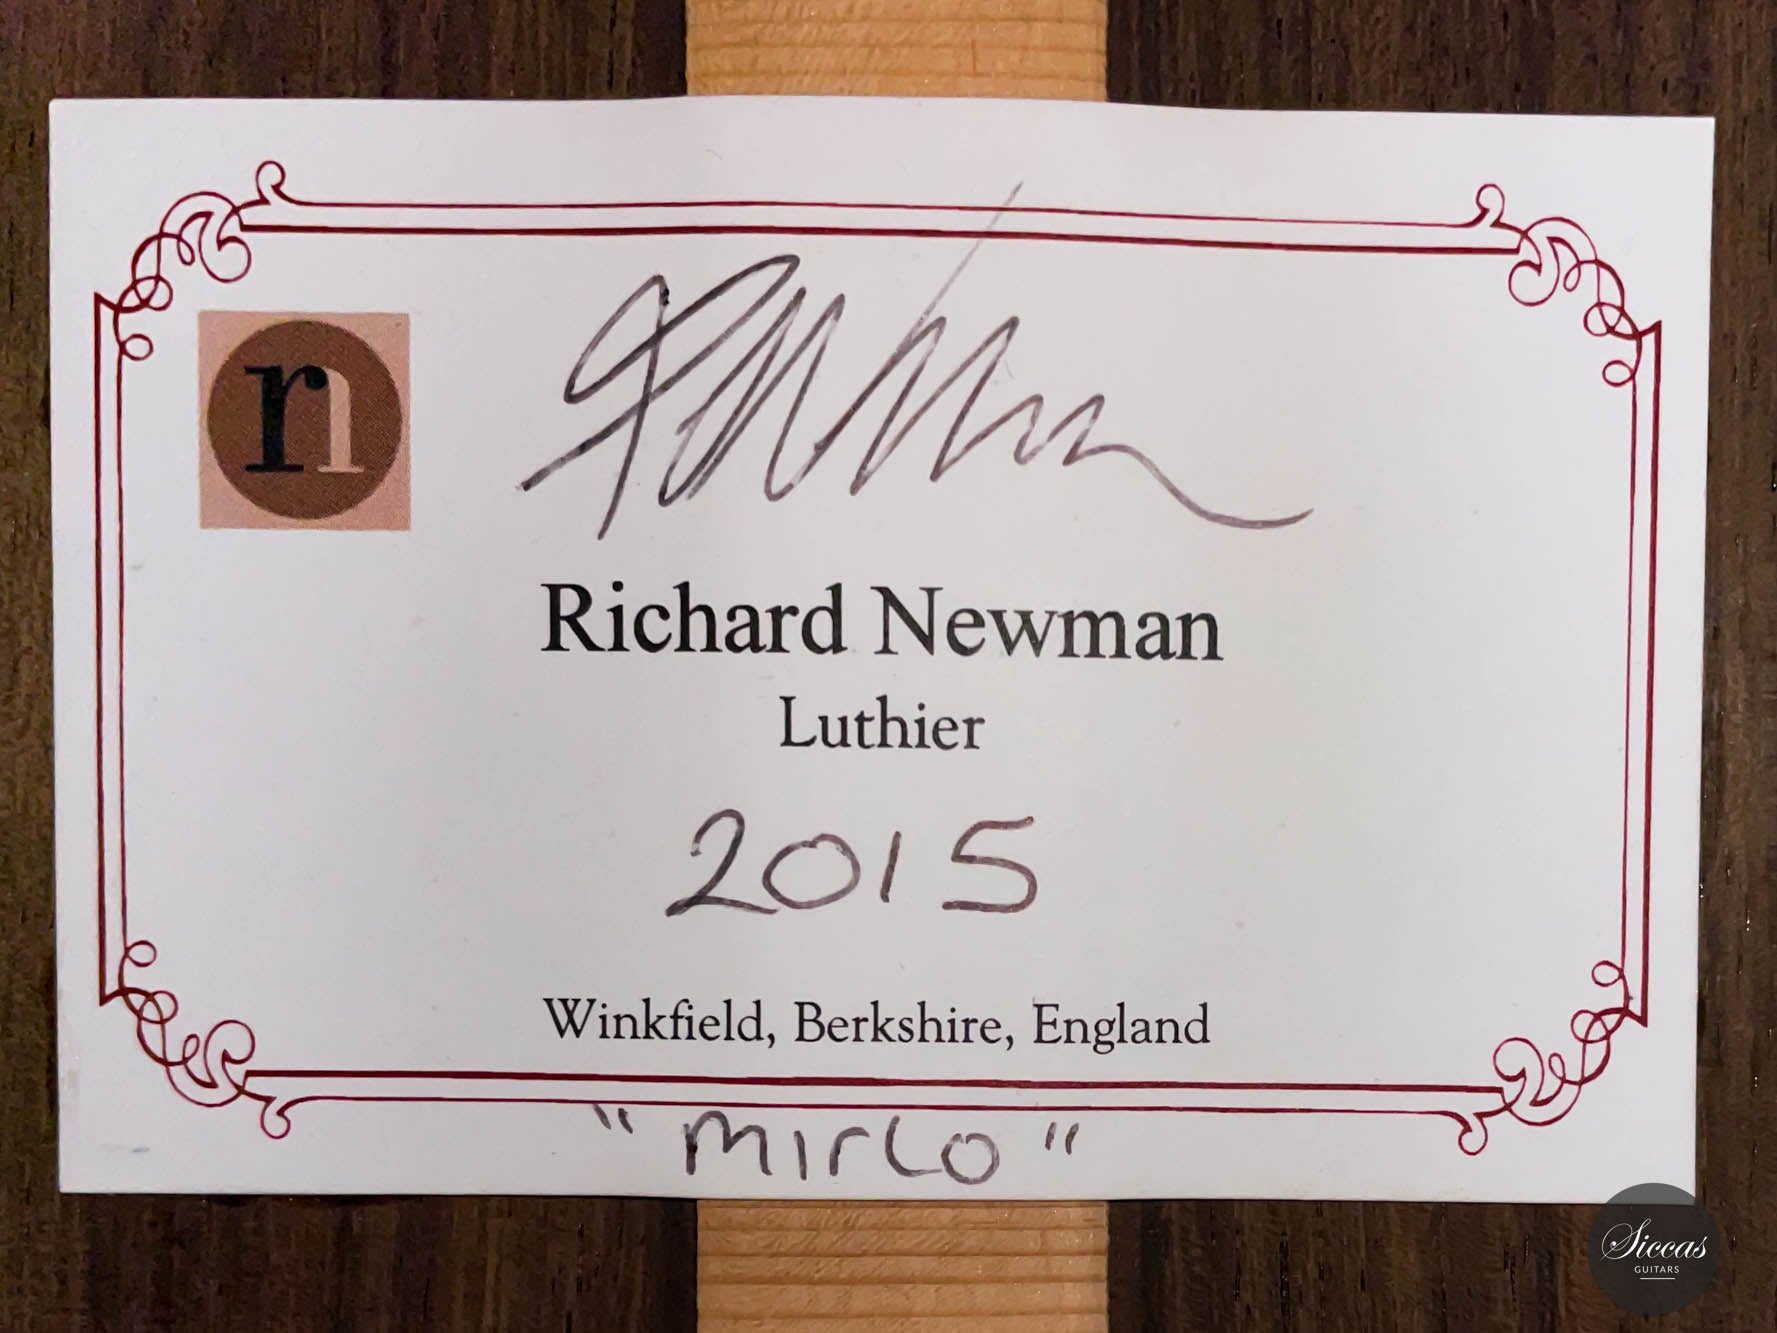 rn
Richard Newman
Luthier
2015
Winkfield, Berkshire, England
"Mirlo"
Siccas
GUITARS